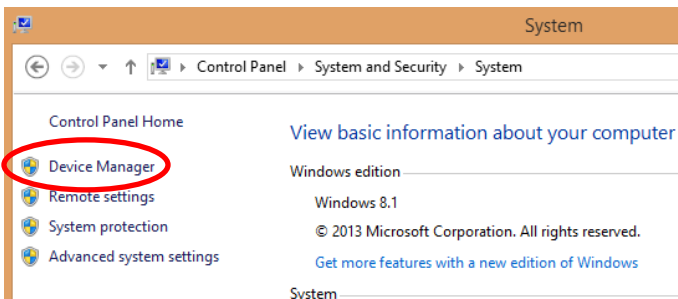 System
Control Panel ▸ System and Security ▸ System
Control Panel Home
Device Manager
Remote settings
System protection
Advanced system settings
View basic information about your computer
Windows edition
Windows 8.1
© 2013 Microsoft Corporation. All rights reserved.
Get more features with a new edition of Windows
System